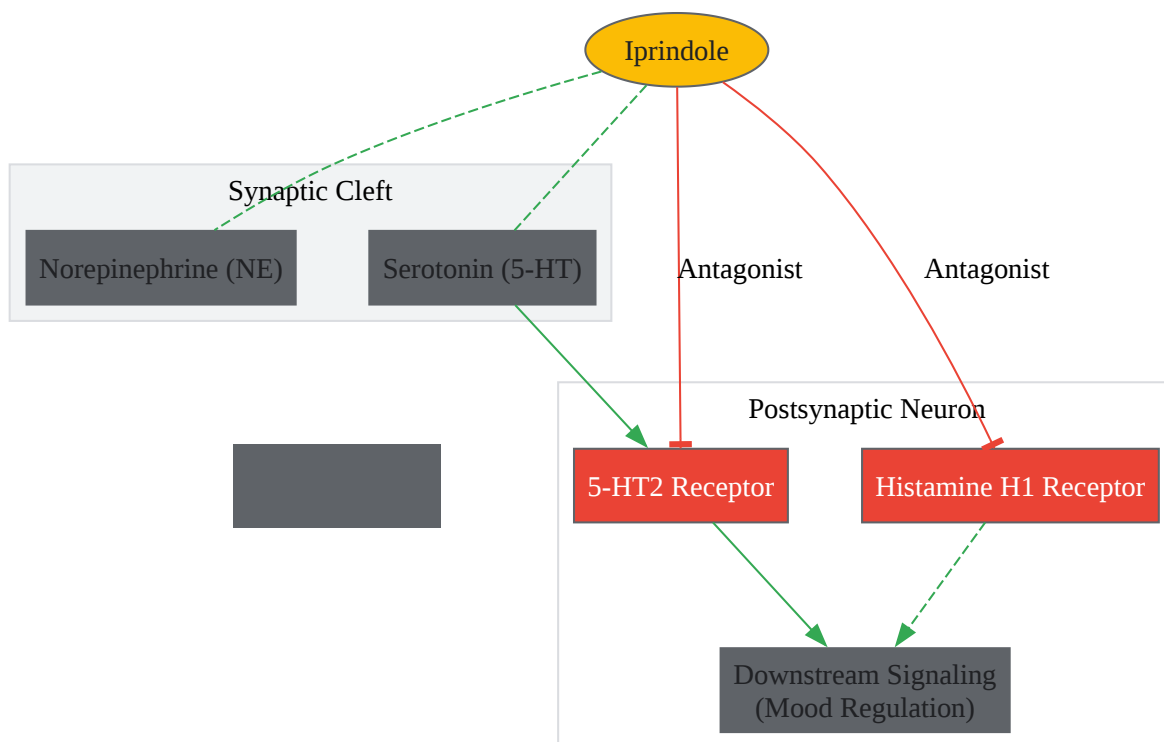 Iprindole
Synaptic Cleft
Norepinephrine (NE)
Serotonin (5-HT)
Antagonist
Antagonist
Postsynaptic Neuron
5-HT2 Receptor
Histamine H1 Receptor
Downstream Signaling
(Mood Regulation)